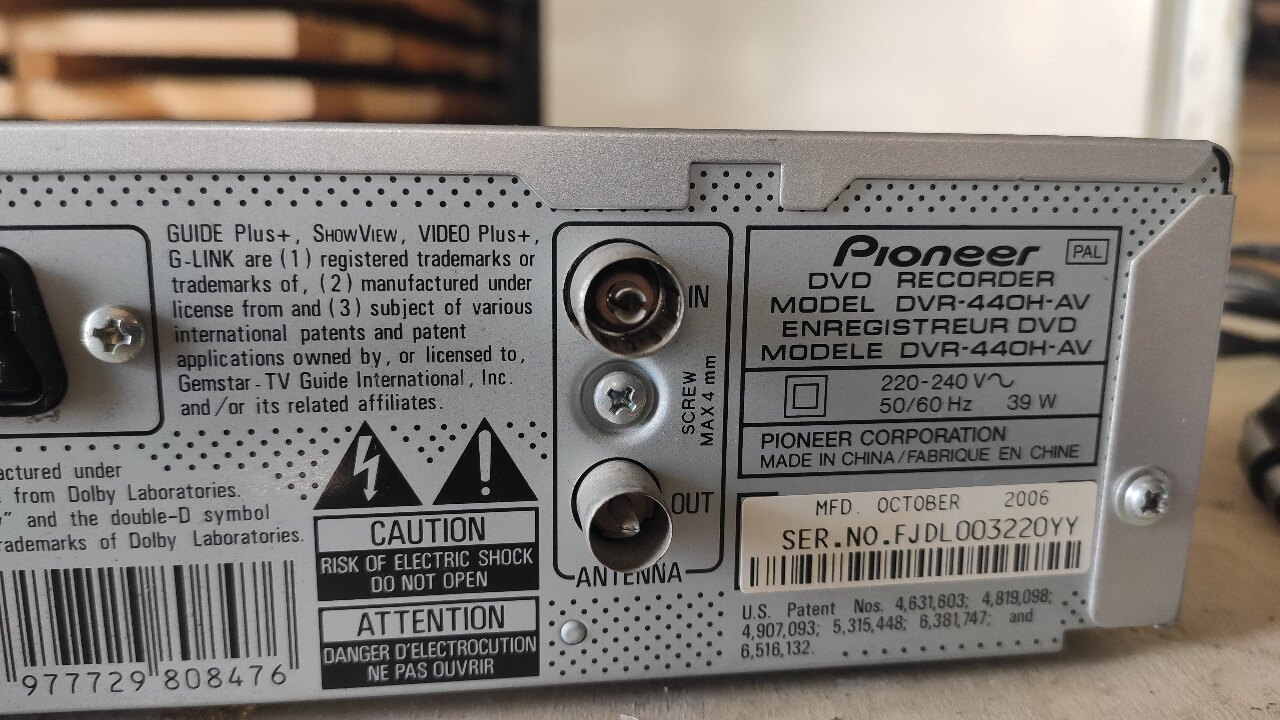 GUIDE Plus+, SHOWVIEW, VIDEO Plus+,
G-LINK are (1) registered trademarks or
trademarks of, (2) manufactured under
license from and (3) subject of various
international patents and patent
applications owned by, or licensed to,
Gemstar-TV Guide International, Inc.
and/or its related affiliates.
actured under
from Dolby Laboratories.
" and the double-D symbol
rademarks of Dolby Laboratories.
977729 808476
CAUTION
RISK OF ELECTRIC SHOCK
DO NOT OPEN
ATTENTION
DANGER D'ELECTROCUTION
NE PAS OUVRIR
IN
SCREW
MAX 4 mm
OUT
ANTENNA
Pioneer PAL
DVD RECORDER
MODEL DVR-440H-AV
ENREGISTREUR DVD
MODELE DVR-440H-AV
220-240 V~
50/60 Hz 39 W
PIONEER CORPORATION
MADE IN CHINA/FABRIQUE EN CHINE
MFD. OCTOBER 2006
SER.NO.FJDL003220YY
U.S. Patent Nos. 4,631,603; 4,819,098;
4,907,093; 5,315,448; 6,381,747; and
6,516,132.